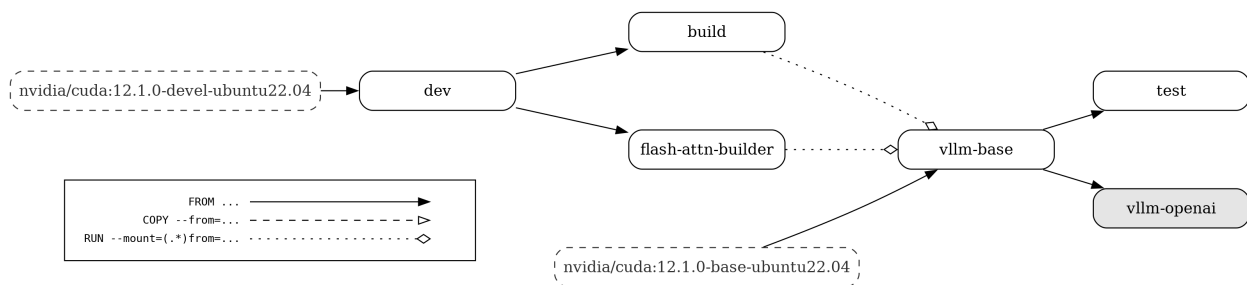 build
nvidia/cuda:12.1.0-devel-ubuntu22.04
dev
test
flash-attn-builder
vllm-base
FROM ...
COPY --from=...
RUN --mount=(.*)from=...
vllm-openai
nvidia/cuda:12.1.0-base-ubuntu22.04